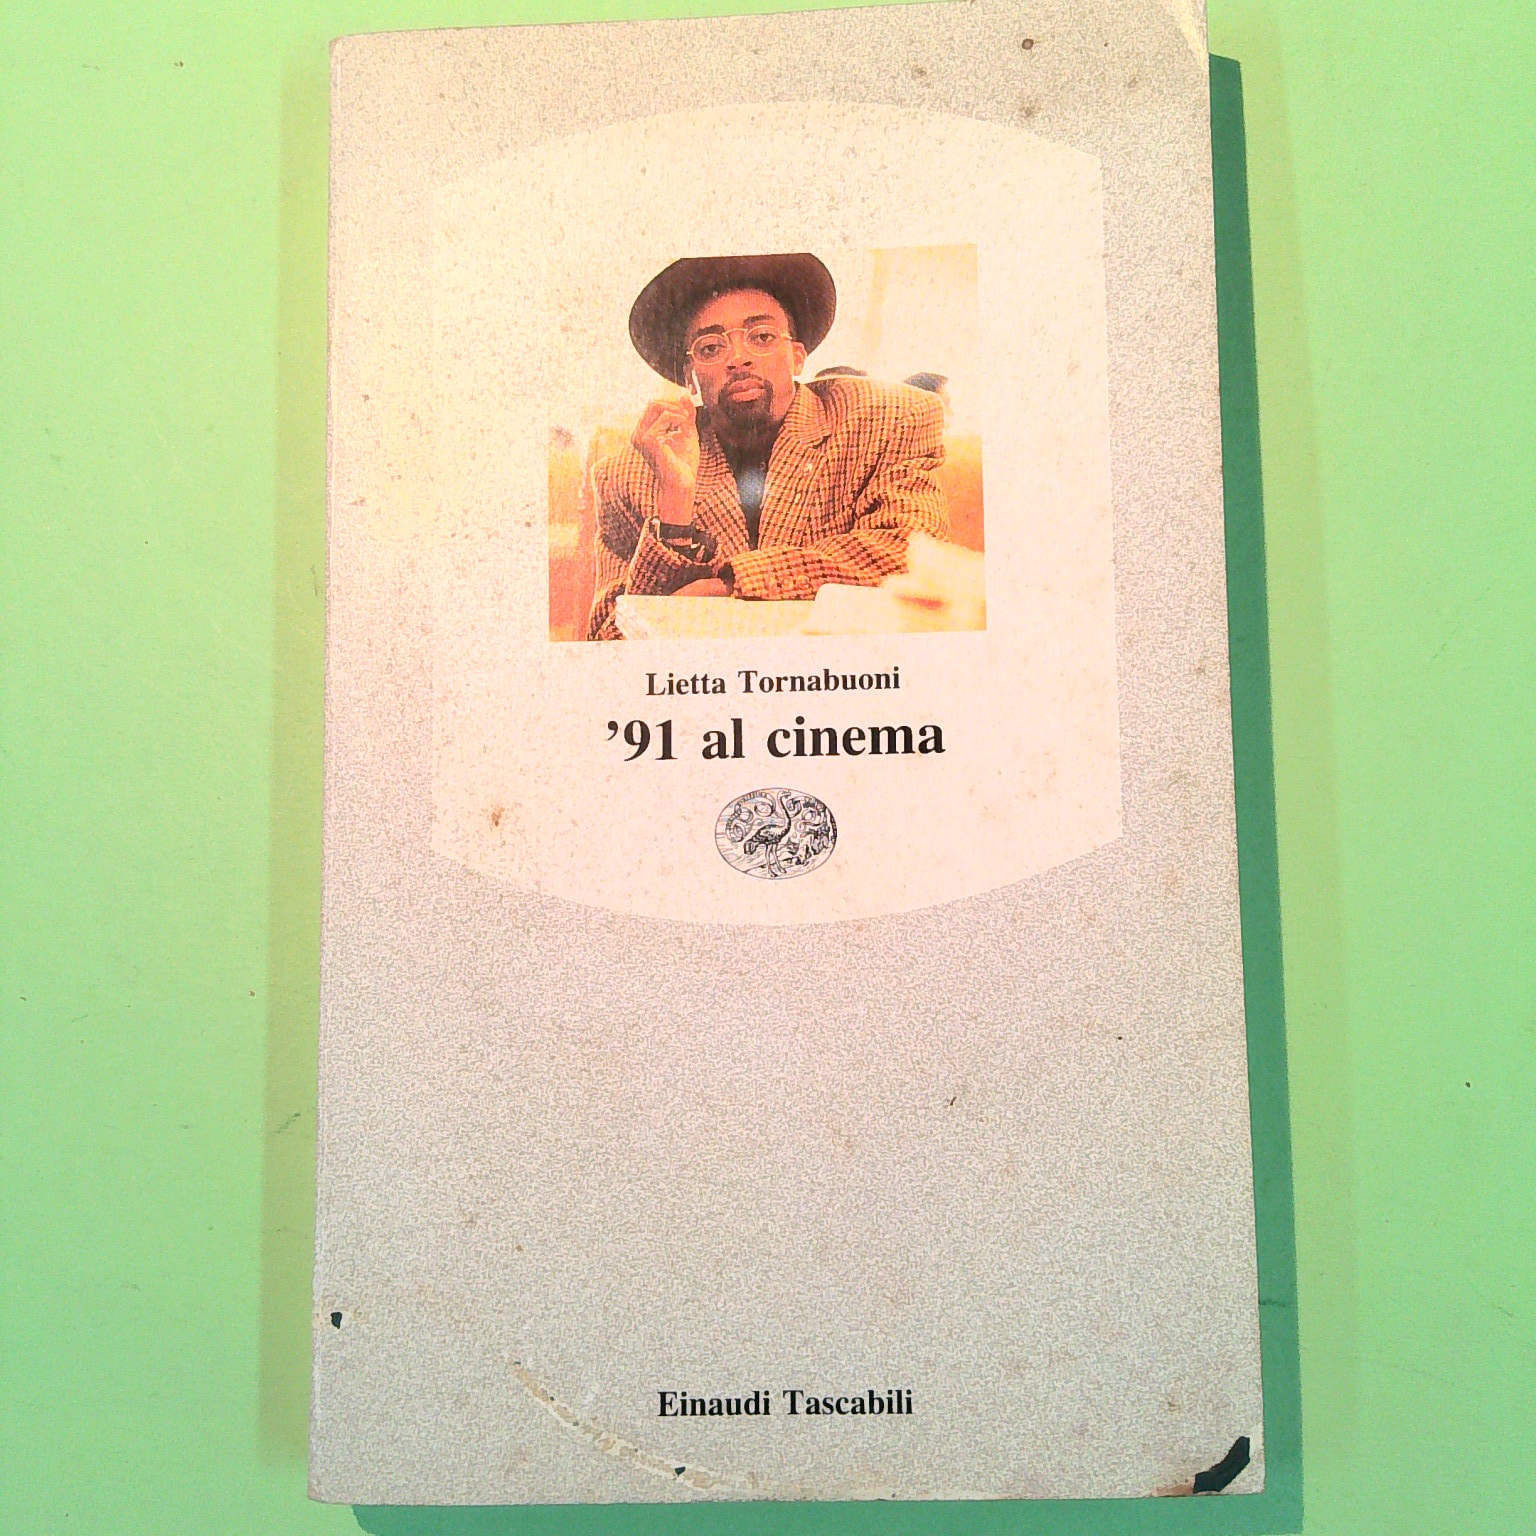 Lietta Tornabuoni
’91 al cinema
Einaudi Tascabili